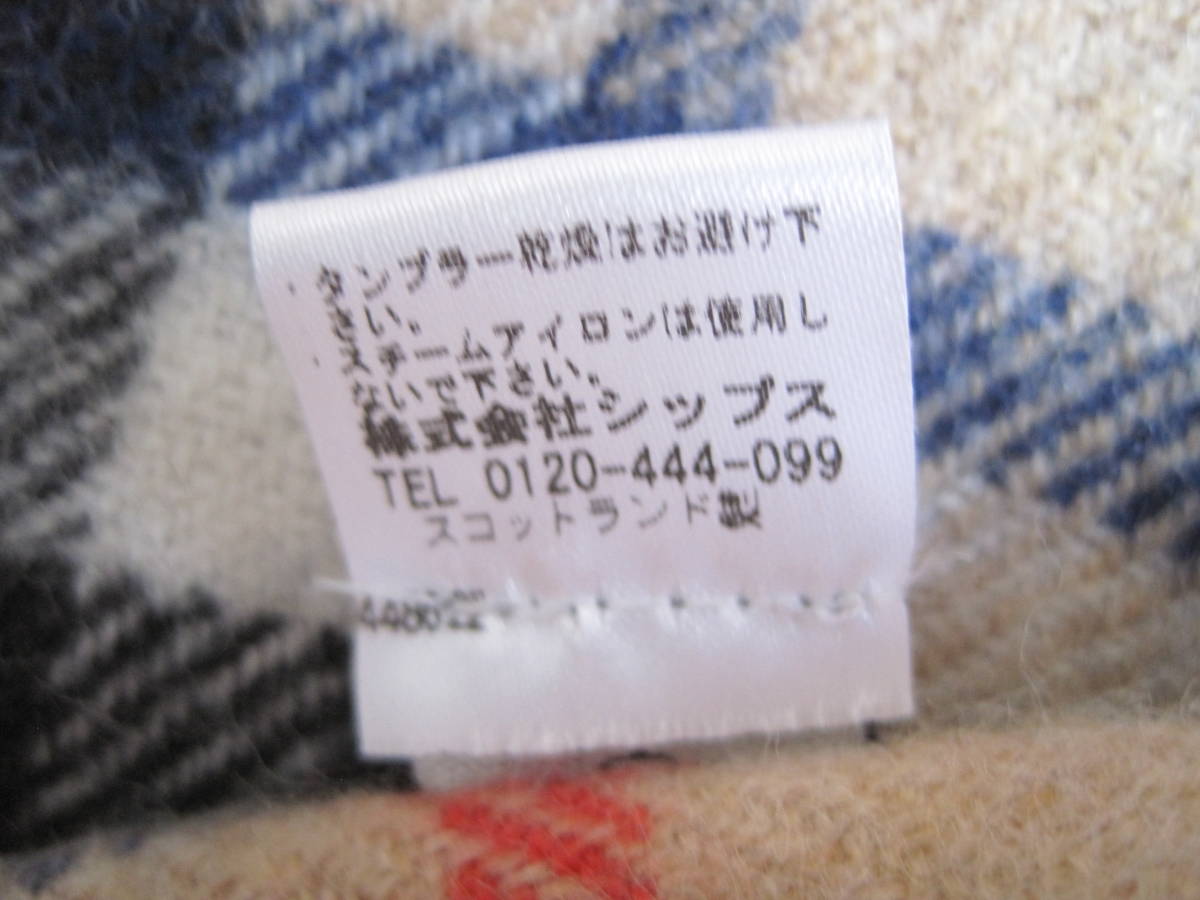 ・タンブラー乾燥はお避け下
さい。
・スチームアイロンは使用し
ないで下さい。
株式会社シップス
TEL 0120-444-099
スコットランド製